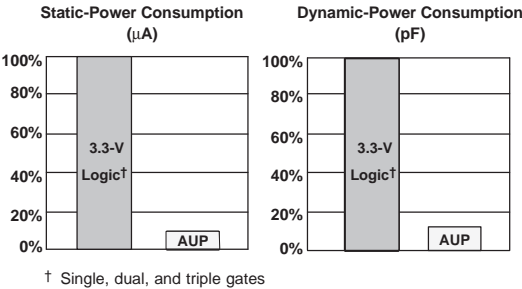 Static-Power Consumption
(μA)
100%
80%
60%
40%
20%
0%
3.3-V
Logic†
AUP
Dynamic-Power Consumption
(pF)
100%
80%
60%
40%
20%
0%
3.3-V
Logic†
AUP
† Single, dual, and triple gates